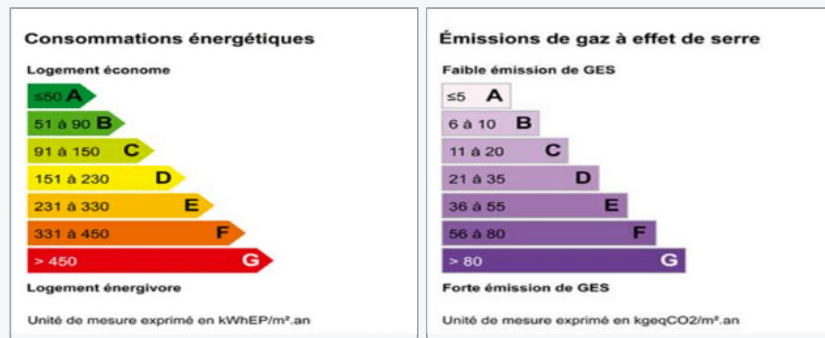 Consommations énergétiques
Logement économe
≤50 A
51 à 90 B
91 à 150 C
151 à 230 D
231 à 330 E
331 à 450 F
> 450 G
Logement énergivore
Unité de mesure exprimé en kWhEP/m².an
Émissions de gaz à effet de serre
Faible émission de GES
≤5 A
6 à 10 B
11 à 20 C
21 à 35 D
36 à 55 E
56 à 80 F
> 80 G
Forte émission de GES
Unité de mesure exprimé en kgeqCO2/m².an